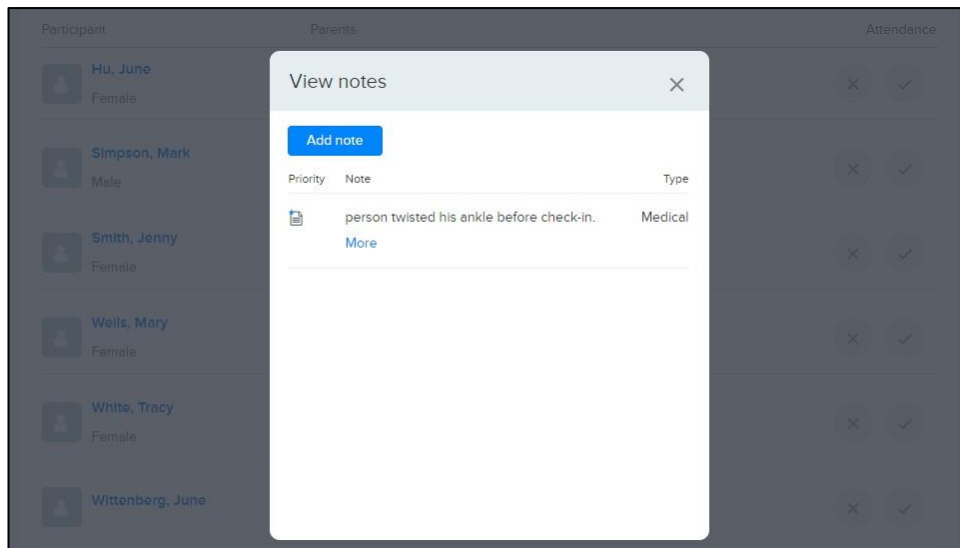 Participant Parents Attendance
Hu, June
Female
Simpson, Mark
Male
Smith, Jenny
Female
Wells, Mary
Female
White, Tracy
Female
Wittenberg, June
View notes
Add note
Priority Note Type
person twisted his ankle before check-in. Medical
More